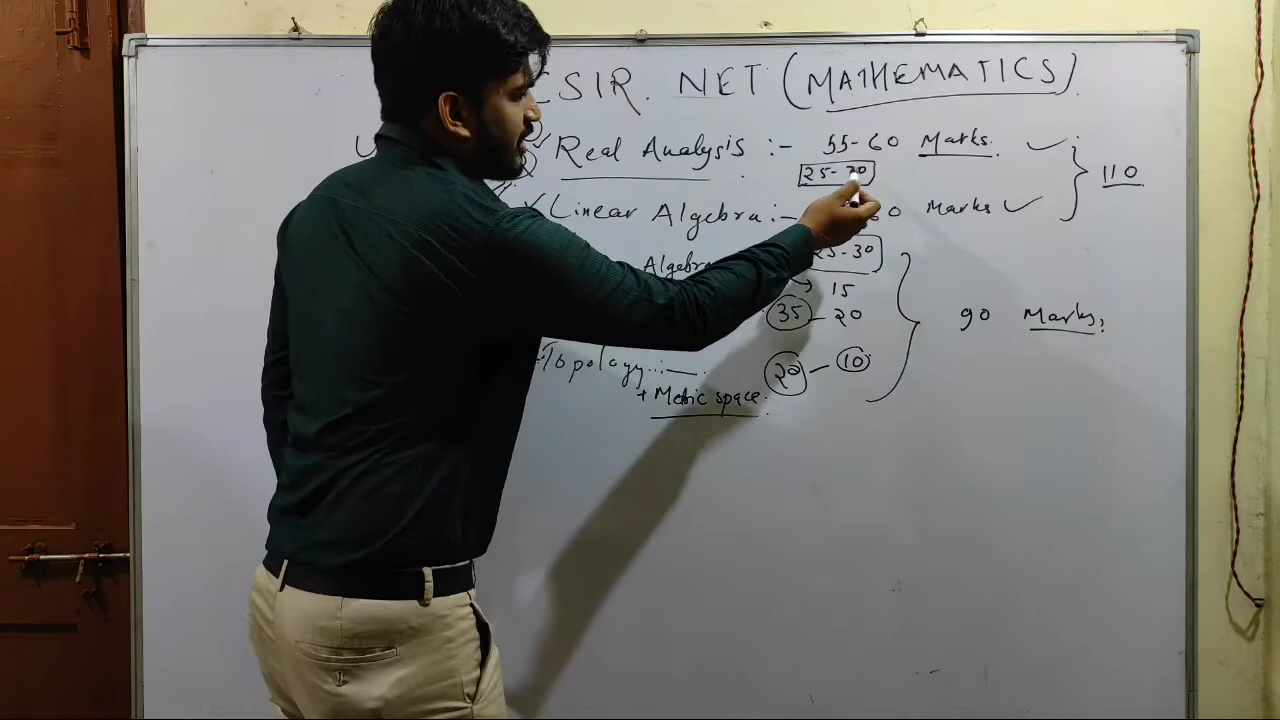 CSIR. NET (MATHEMATICS)
Real Analysis :- 55-60 Marks. 110
25-30
Linear Algebra :- 60 Marks
Algebra 25-30
15
35 - 20 90 Marks,
Topology... 20 - 10
+ Metric space.